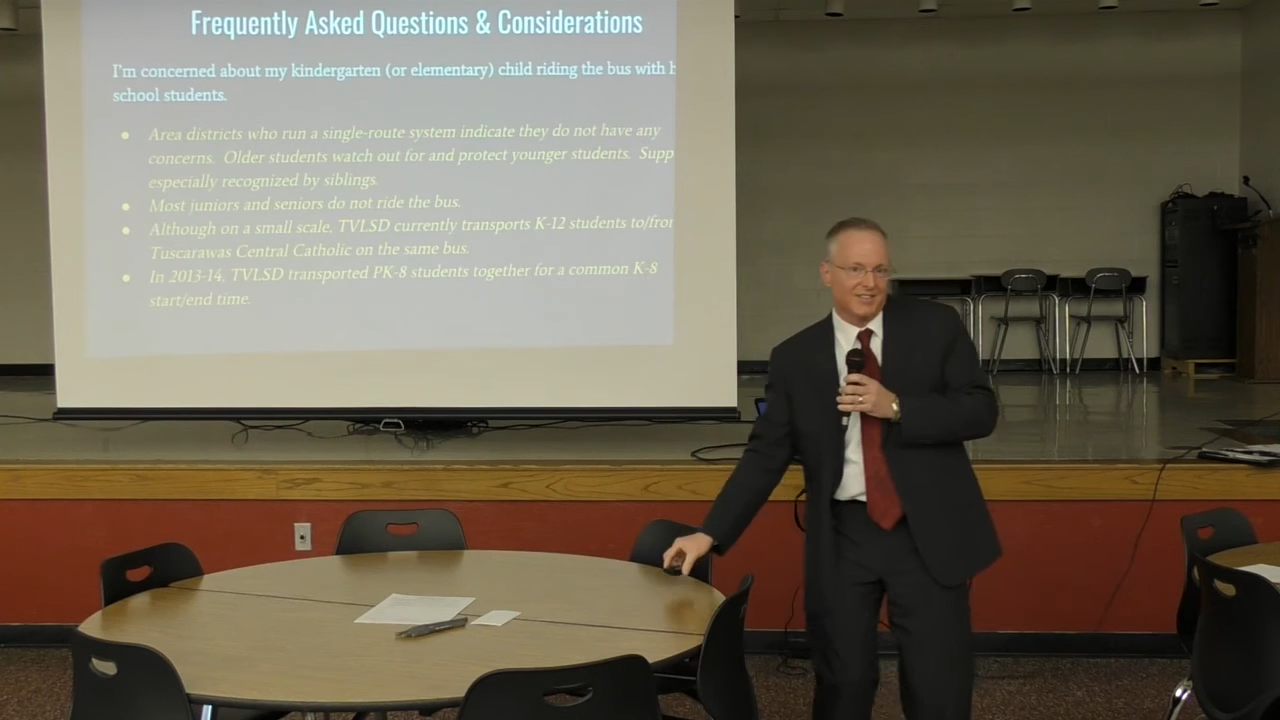 Frequently Asked Questions & Considerations
I'm concerned about my kindergarten (or elementary) child riding the bus with
school students.
• Area districts who run a single-route system indicate they do not have any
concerns. Older students watch out for and protect younger students. Supp
especially recognized by siblings.
• Most juniors and seniors do not ride the bus.
• Although on a small scale, TVLSD currently transports K-12 students to/from
Tuscarawas Central Catholic on the same bus.
• In 2013-14, TVLSD transported PK-8 students together for a common K-8
start/end time.